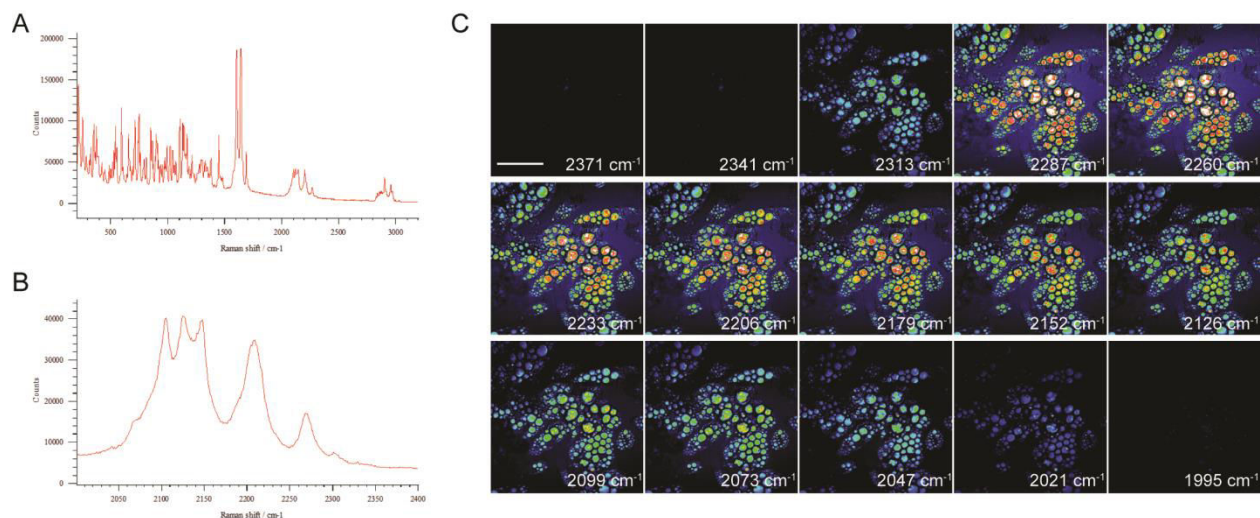 A
200000
150000
100000
50000
0
Counts
500
1000
1500
2000
2500
3000
Raman shift / cm-1
B
40000
30000
20000
10000
0
Counts
2050
2100
2150
2200
2250
2300
2350
2400
Raman shift / cm-1
C
2371 cm⁻¹
2341 cm⁻¹
2313 cm⁻¹
2287 cm⁻¹
2260 cm⁻¹
2233 cm⁻¹
2206 cm⁻¹
2179 cm⁻¹
2152 cm⁻¹
2126 cm⁻¹
2099 cm⁻¹
2073 cm⁻¹
2047 cm⁻¹
2021 cm⁻¹
1995 cm⁻¹